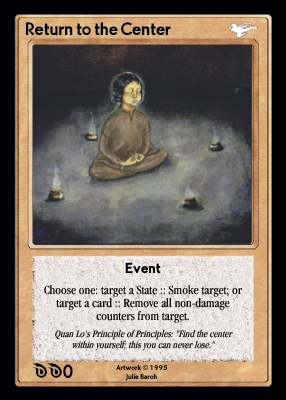 Return to the Center
Event
Choose one: target a State :: Smoke target; or
target a card :: Remove all non-damage
counters from target.
Quan Lo's Principle of Principles: "Find the center
within yourself; this you can never lose."
Artwork © 1995
Julie Baroh